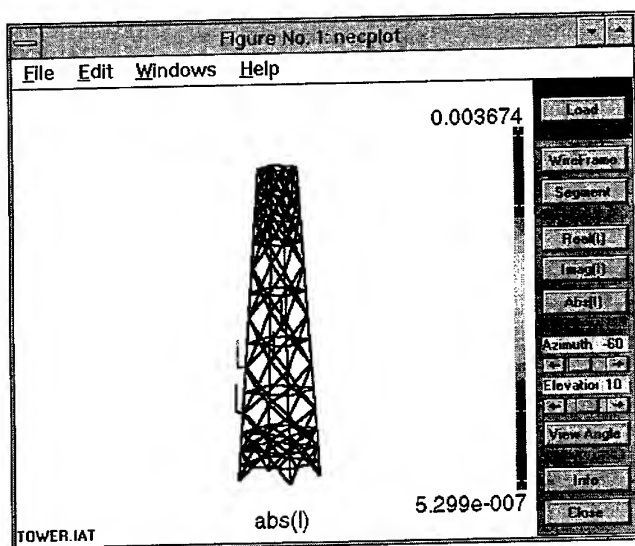 Figure No. 1: necplot
File Edit Windows Help
0.003674
Load
WireFrame
Segment
Real(I)
Imag(I)
Abs(I)
Azimuth -60
Elevation 10
View Angle
Info
Close
5.299e-007
abs(I)
TOWER.IAT